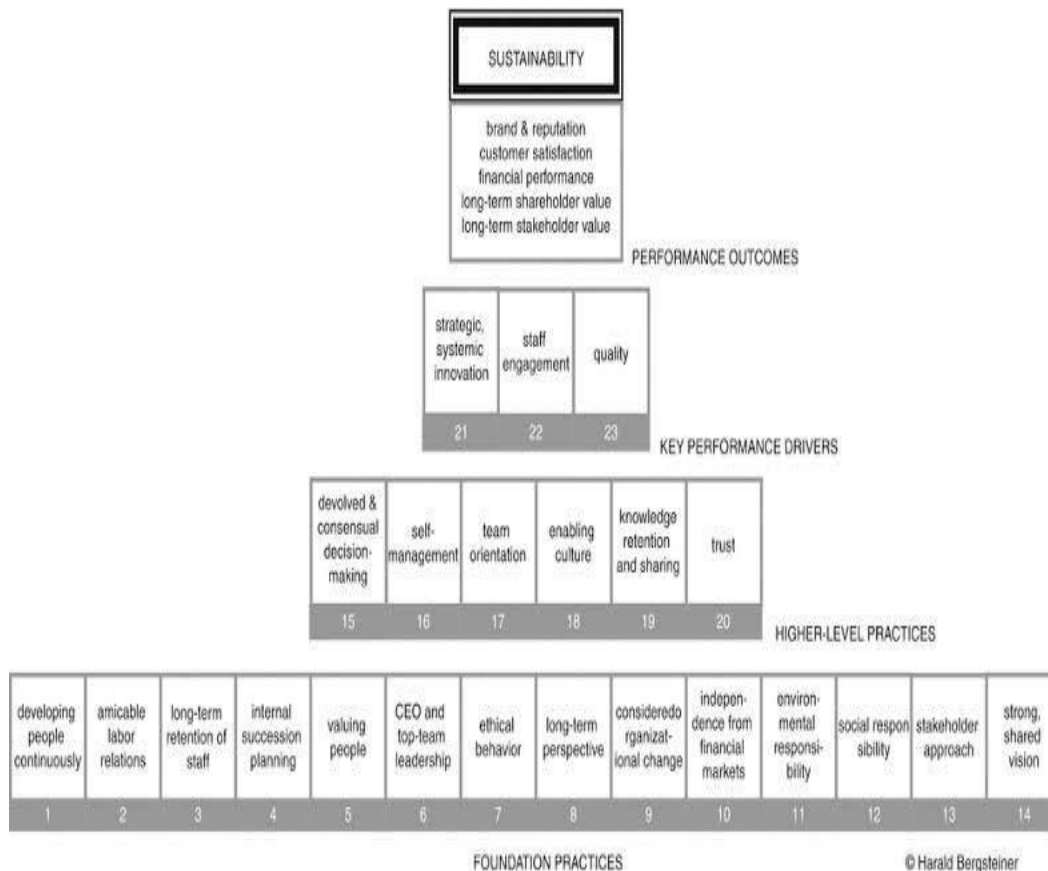 SUSTAINABILITY
brand & reputation
customer satisfaction
financial performance
long-term shareholder value
long-term stakeholder value
PERFORMANCE OUTCOMES
strategic,
systemic
innovation
21
staff
engagement
22
quality
23
KEY PERFORMANCE DRIVERS
devolved &
consensual
decision-
making
15
self-
management
16
team
orientation
17
enabling
culture
18
knowledge
retention
and sharing
19
trust
20
HIGHER-LEVEL PRACTICES
developing
people
continuously
1
amicable
labor
relations
2
long-term
retention of
staff
3
internal
succession
planning
4
valuing
people
5
CEO and
top-team
leadership
6
ethical
behavior
7
long-term
perspective
8
consideredo
rganizat-
ional change
9
indepen-
dence from
financial
markets
10
environ-
mental
responsi-
bility
11
social respon
sibility
12
stakeholder
approach
13
strong,
shared
vision
14
FOUNDATION PRACTICES
© Harald Bergsteiner